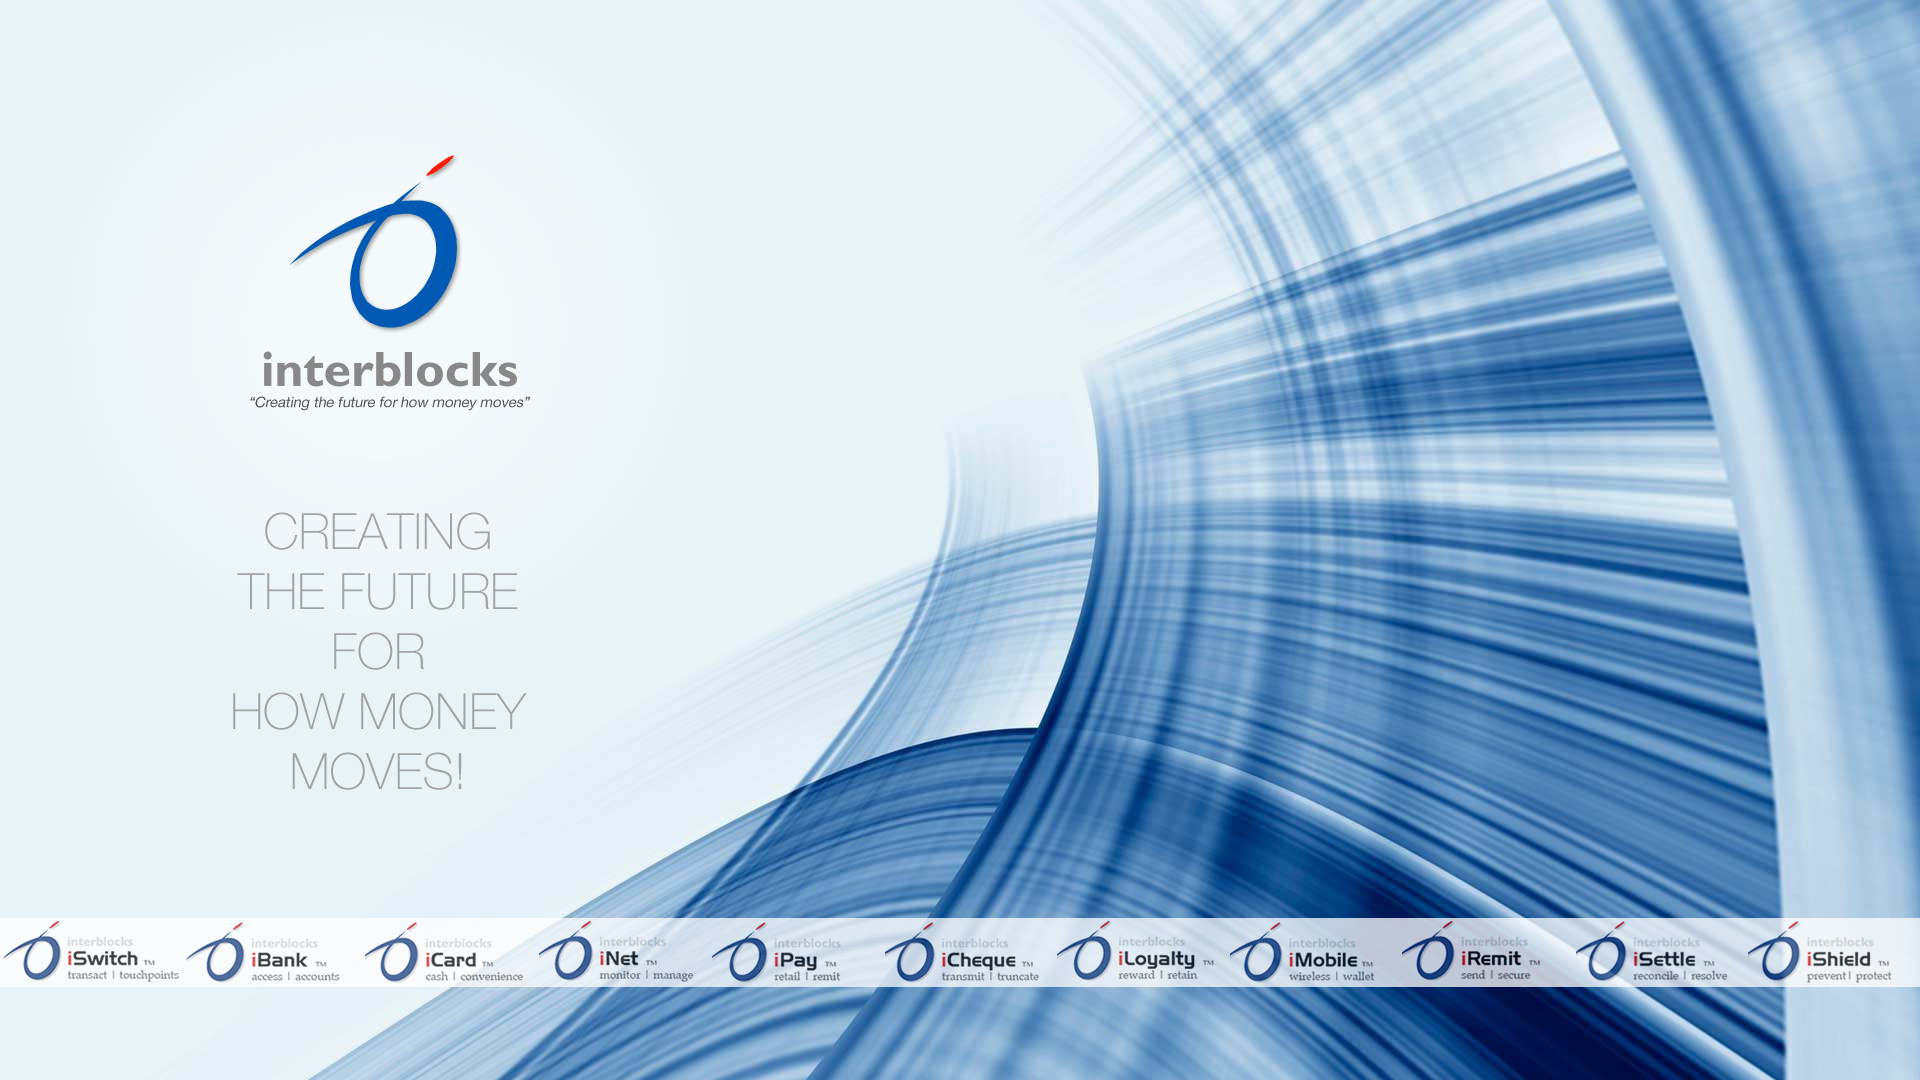 interblocks
“Creating the future for how money moves”
CREATING
THE FUTURE
FOR
HOW MONEY
MOVES!
interblocks
iSwitch TM
transact | touchpoints
interblocks
iBank TM
access | accounts
interblocks
iCard TM
cash | convenience
interblocks
iNet TM
monitor | manage
interblocks
iPay TM
retail | remit
interblocks
iCheque TM
transmit | truncate
interblocks
iLoyalty TM
reward | retain
interblocks
iMobile TM
wireless | wallet
interblocks
iRemit TM
send | secure
interblocks
iSettle TM
reconcile | resolve
interblocks
iShield TM
prevent | protect